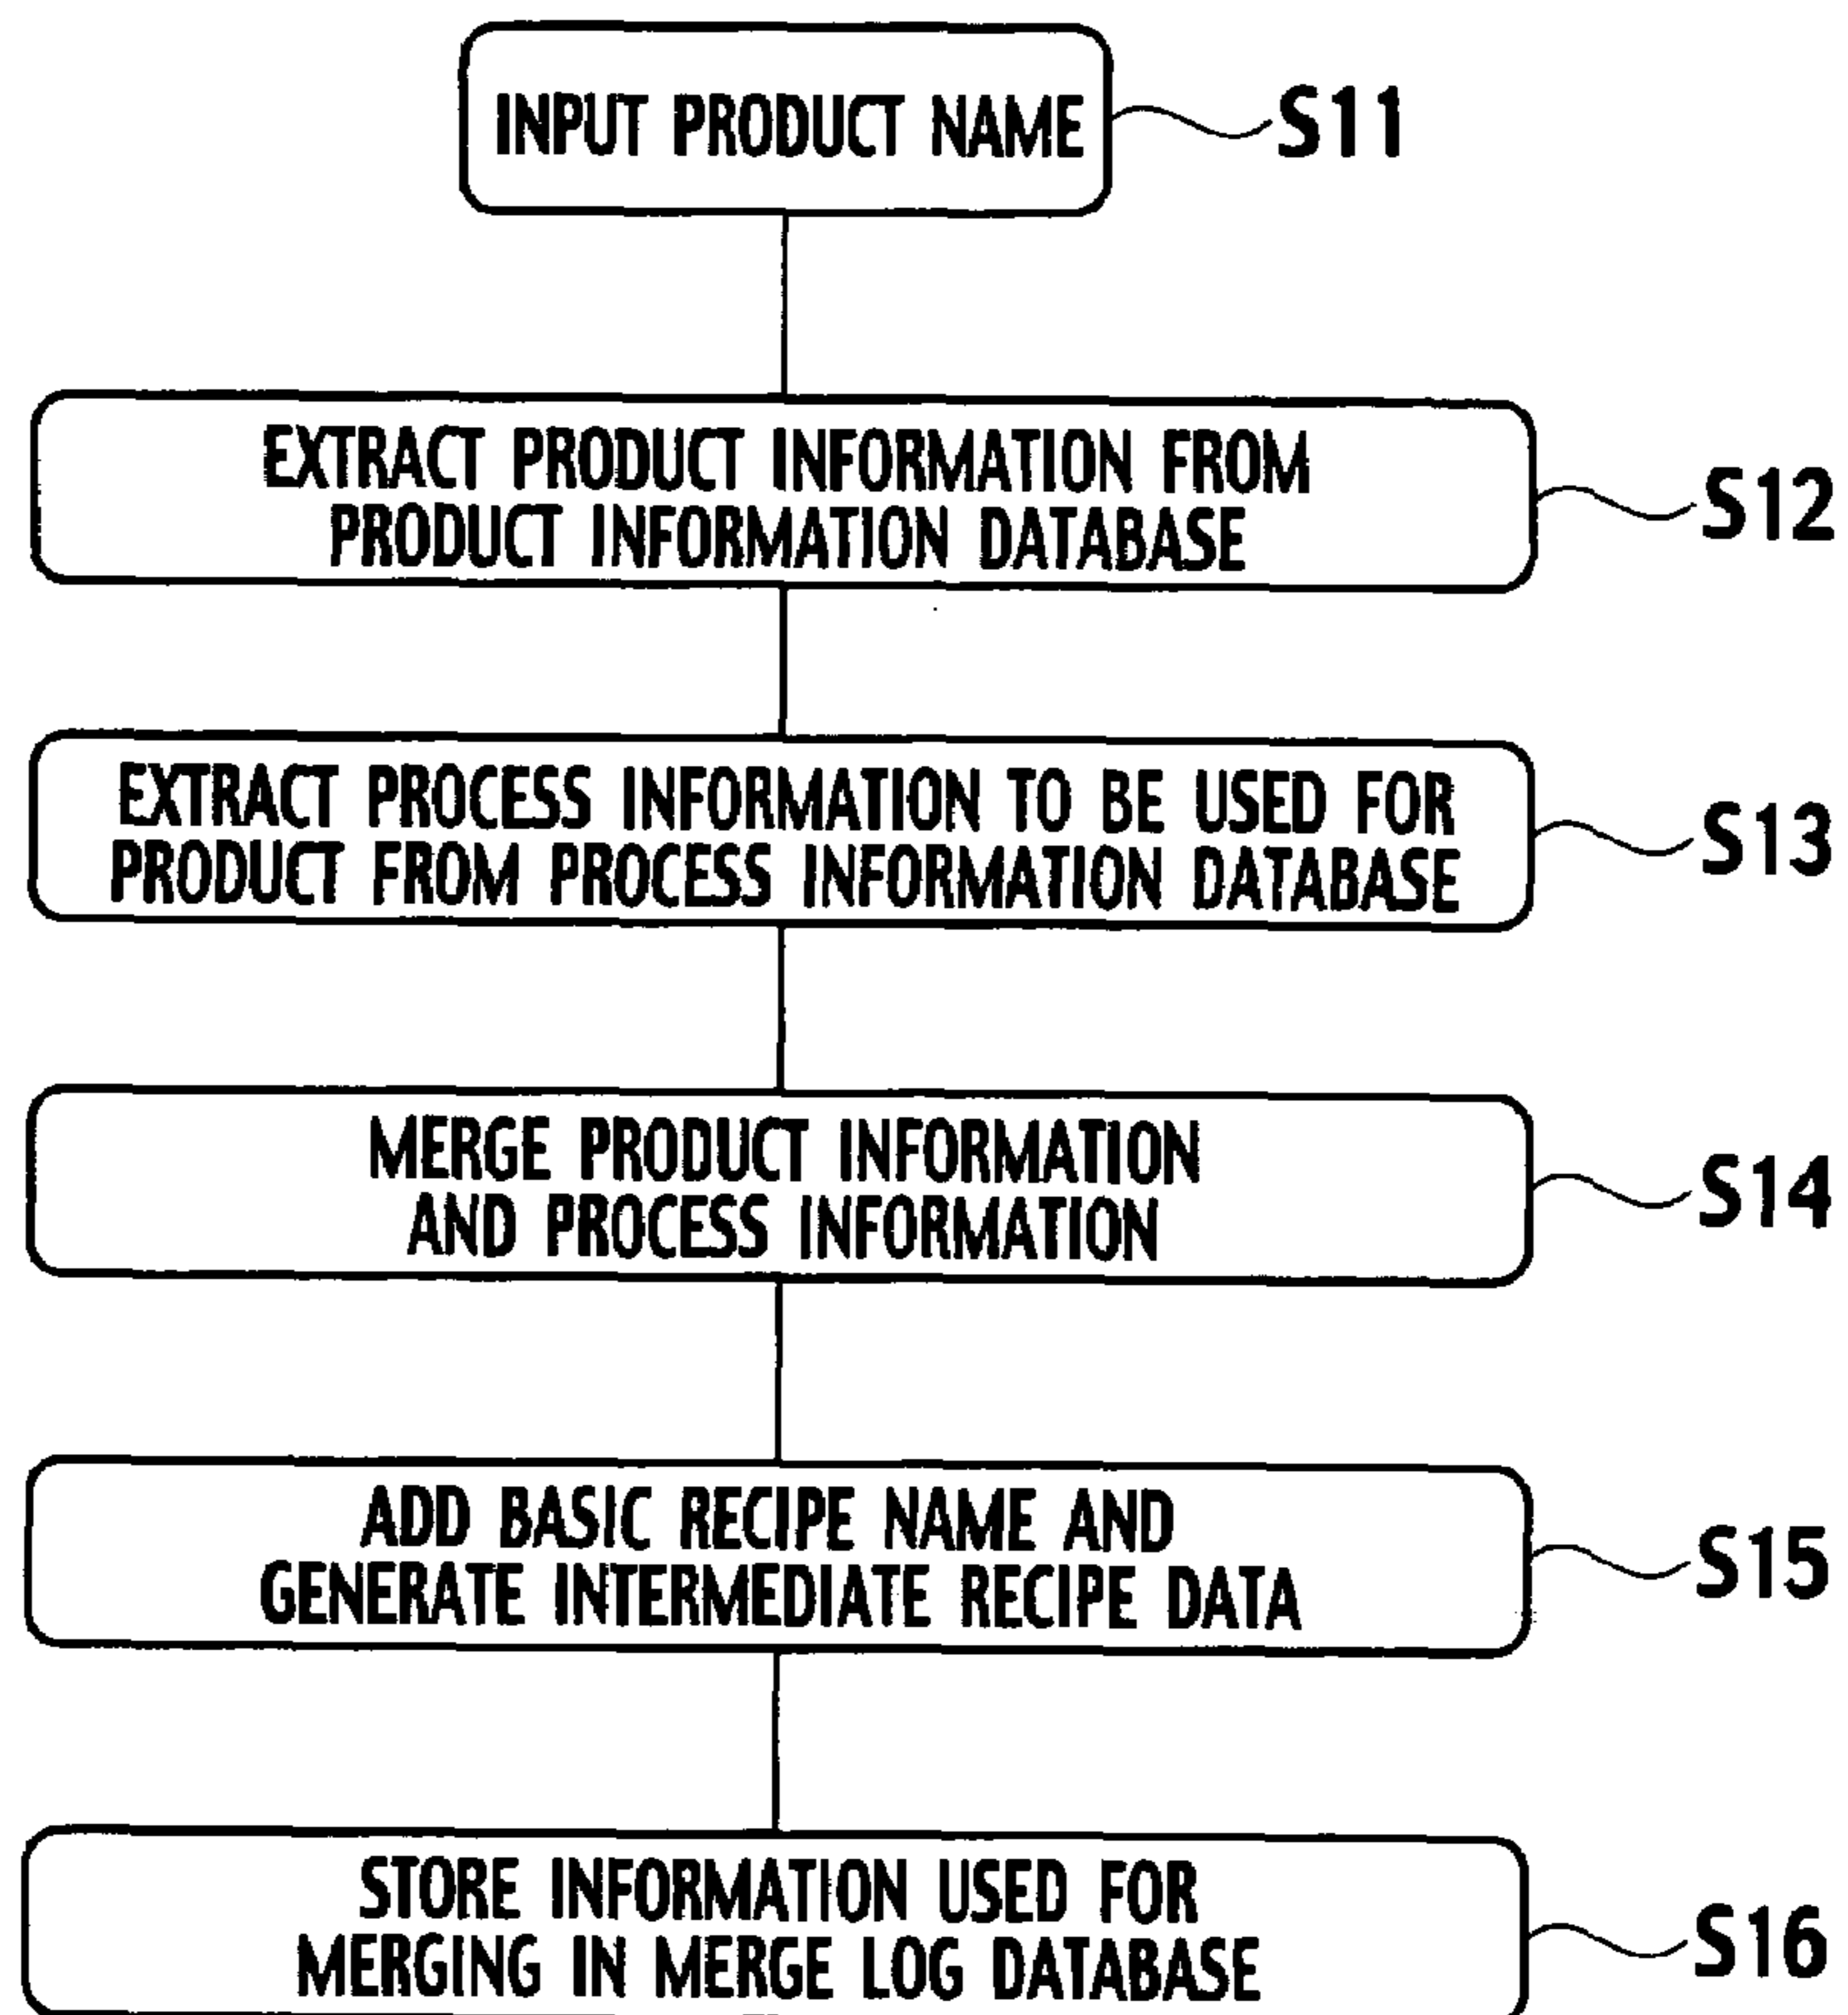 INPUT PRODUCT NAME
S11
EXTRACT PRODUCT INFORMATION FROM
PRODUCT INFORMATION DATABASE
S12
EXTRACT PROCESS INFORMATION TO BE USED FOR
PRODUCT FROM PROCESS INFORMATION DATABASE
S13
MERGE PRODUCT INFORMATION
AND PROCESS INFORMATION
S14
ADD BASIC RECIPE NAME AND
GENERATE INTERMEDIATE RECIPE DATA
S15
STORE INFORMATION USED FOR
MERGING IN MERGE LOG DATABASE
S16